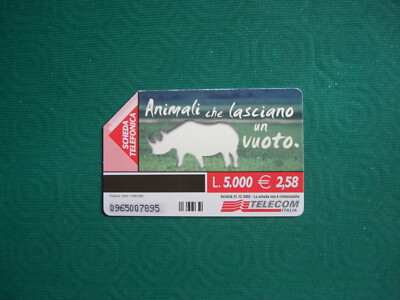 SCHEDA
TELEFONICA
Animali che lasciano
un
vuoto.
L. 5.000 € 2,58
0965007895
TELECOM
ITALIA